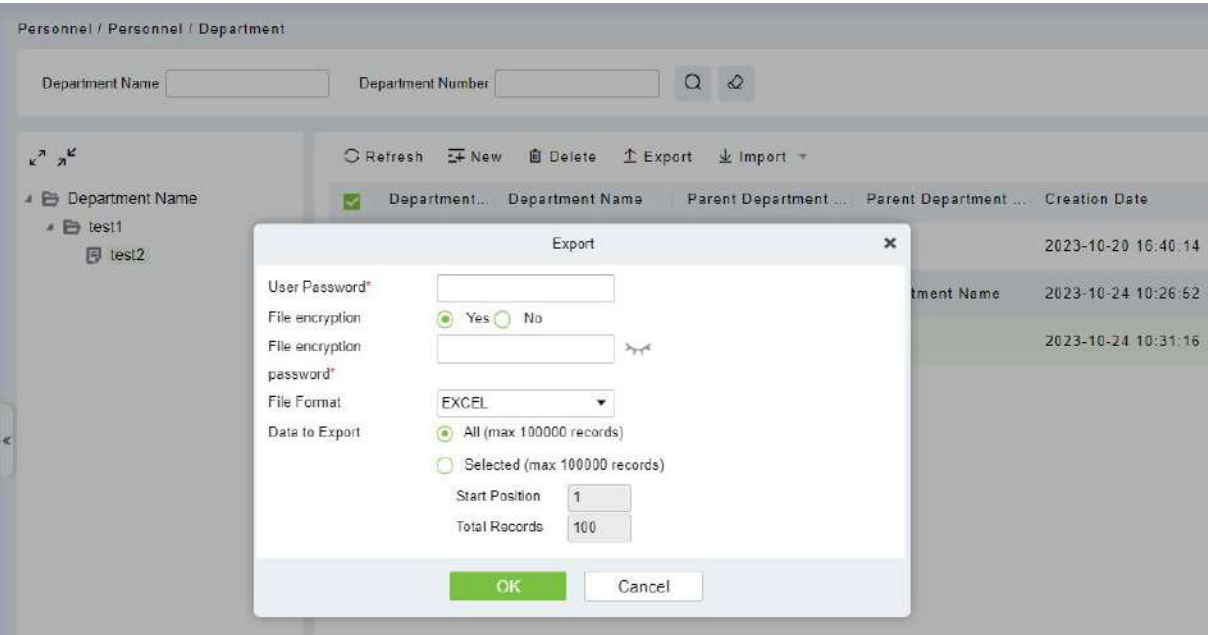 Personnel / Personnel / Department
Department Name
Department Number
Refresh New Delete Export Import
Department Name
test1
test2
Department... Department Name Parent Department ... Parent Department ... Creation Date
2023-10-20 16:40:14
tment Name 2023-10-24 10:26:52
2023-10-24 10:31:16
Export
User Password*
File encryption Yes No
File encryption
password*
File Format EXCEL
Data to Export All (max 100000 records)
Selected (max 100000 records)
Start Position 1
Total Records 100
OK Cancel